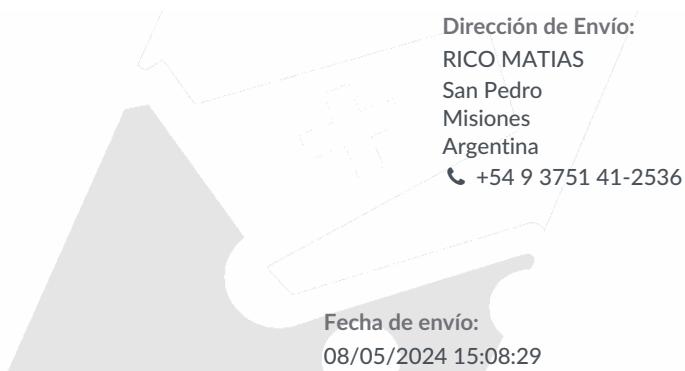 Dirección de Envío:
RICO MATIAS
San Pedro
Misiones
Argentina
+54 9 3751 41-2536
Fecha de envío:
08/05/2024 15:08:29